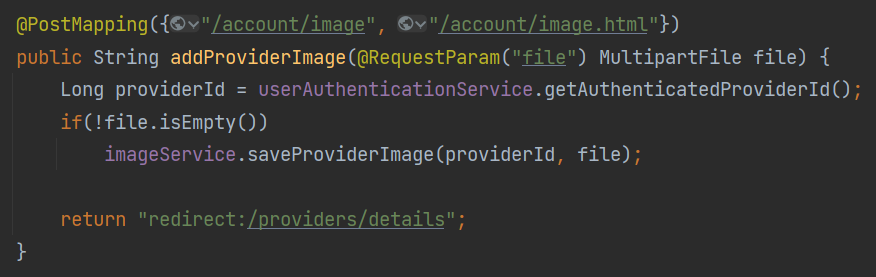 @PostMapping({"/account/image", "/account/image.html"})
public String addProviderImage(@RequestParam("file") MultipartFile file) {
    Long providerId = userAuthenticationService.getAuthenticatedProviderId();
    if(!file.isEmpty())
        imageService.saveProviderImage(providerId, file);

    return "redirect:/providers/details";
}